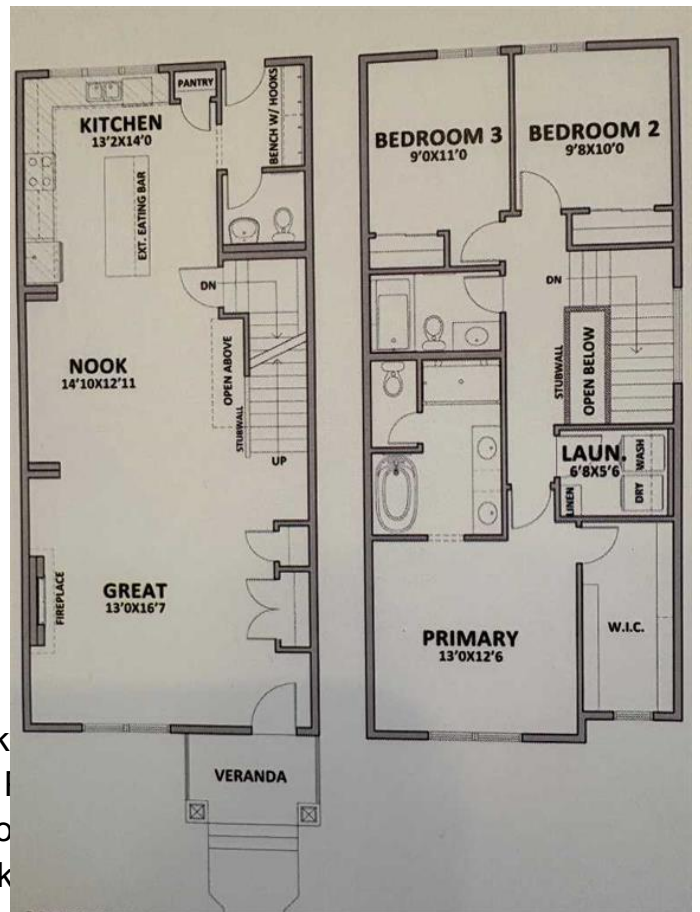 PANTRY
KITCHEN
13'2X14'0
BENCH W/ HOOKS
EXT. EATING BAR
DN
NOOK
14'10X12'11
OPEN ABOVE
STUBWALL
UP
GREAT
13'0X16'7
FIREPLACE
VERANDA
BEDROOM 3
9'0X11'0
BEDROOM 2
9'8X10'0
DN
STUBWALL
OPEN BELOW
LAUN.
6'8X5'6
WASH
DRY
LINEN
PRIMARY
13'0X12'6
W.I.C.